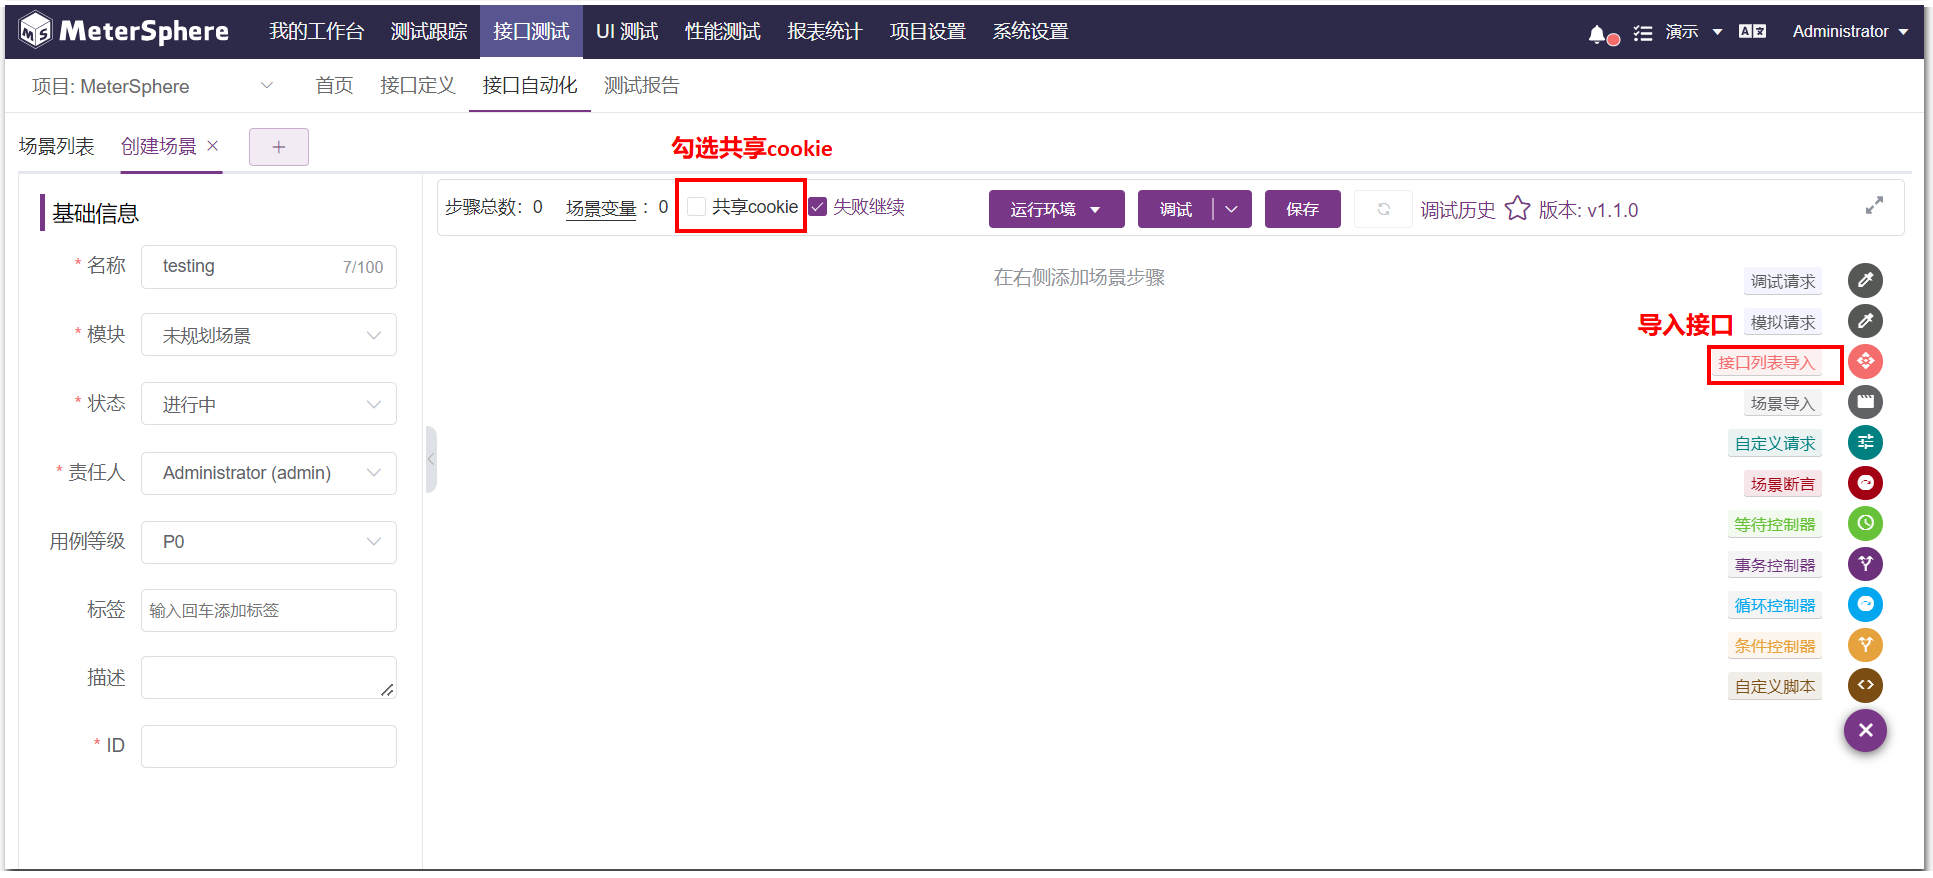 MeterSphere 我的工作台 测试跟踪 接口测试 UI 测试 性能测试 报表统计 项目设置 系统设置 演示 Administrator
项目: MeterSphere 首页 接口定义 接口自动化 测试报告
场景列表 创建场景 × +
勾选共享cookie
步骤总数: 0 场景变量 : 0 共享cookie 失败继续 运行环境 调试 保存 调试历史 版本: v1.1.0
基础信息
* 名称 testing 7/100
* 模块 未规划场景
* 状态 进行中
* 责任人 Administrator (admin)
用例等级 P0
标签 输入回车添加标签
描述
* ID
在右侧添加场景步骤
调试请求
导入接口 模拟请求
接口列表导入
场景导入
自定义请求
场景断言
等待控制器
事务控制器
循环控制器
条件控制器
自定义脚本